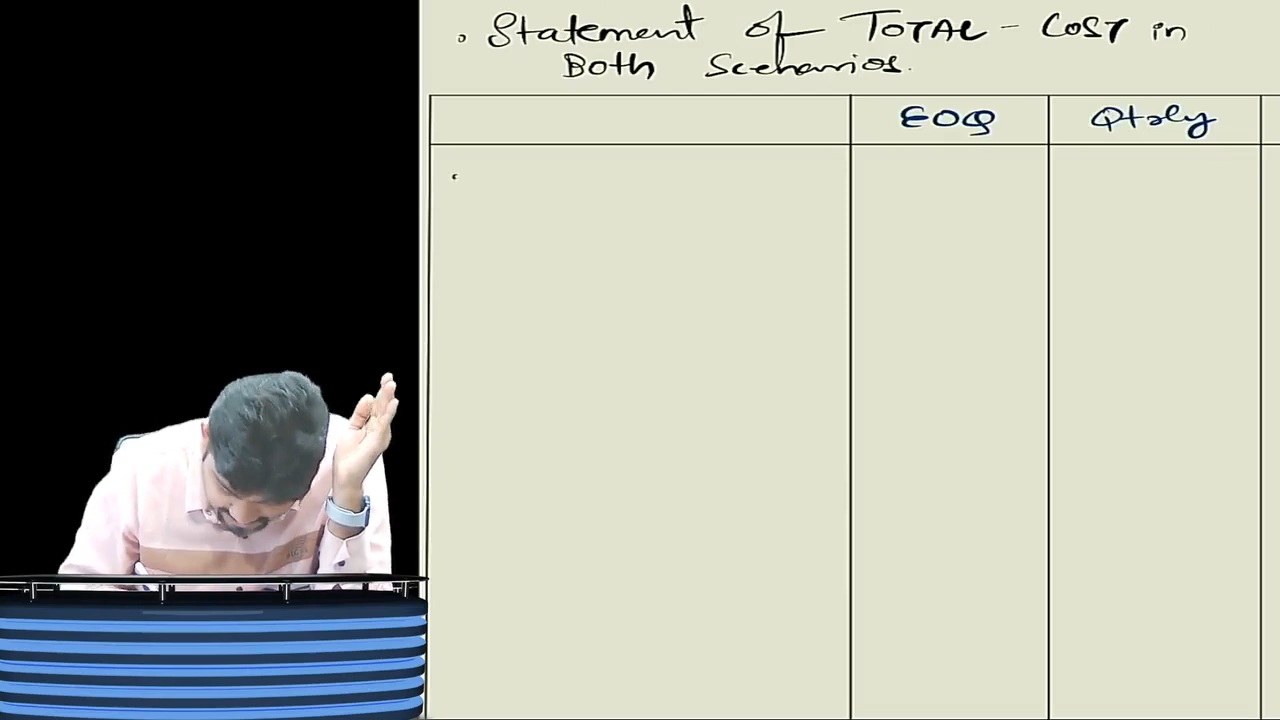 Statement of TOTAL - COST in
Both Scenarios.
EOQ
Qtrly